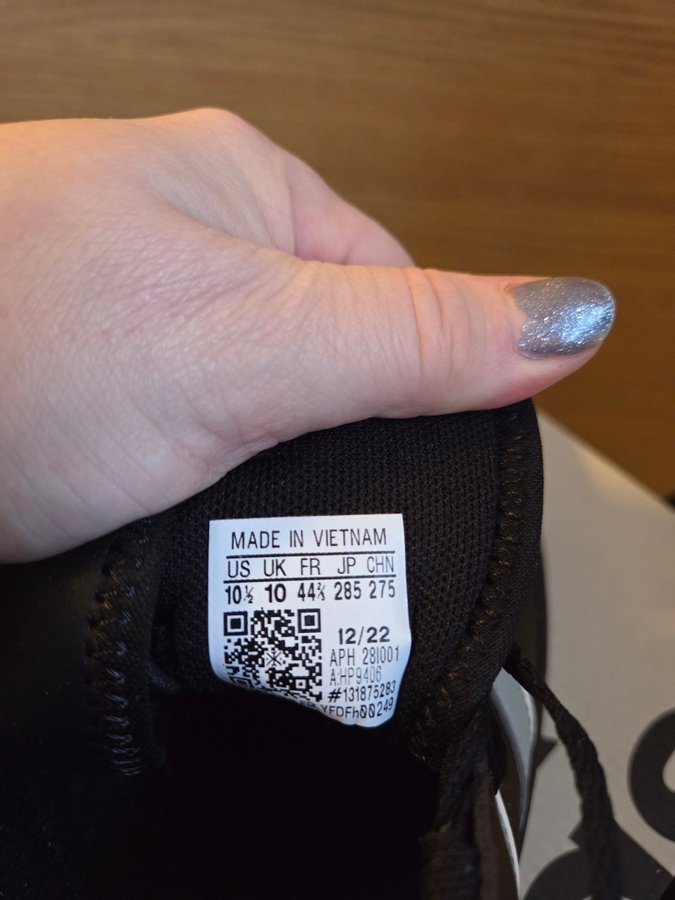 MADE IN VIETNAM
US UK FR JP CHN
10½ 10 44⅔ 285 275
12/22
APH 28I001
A:HP9406
#131875283